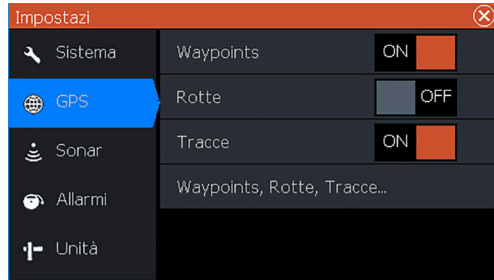 Impostazi
Sistema
GPS
Sonar
Allarmi
Unità
Waypoints ON
Rotte OFF
Tracce ON
Waypoints, Rotte, Tracce...